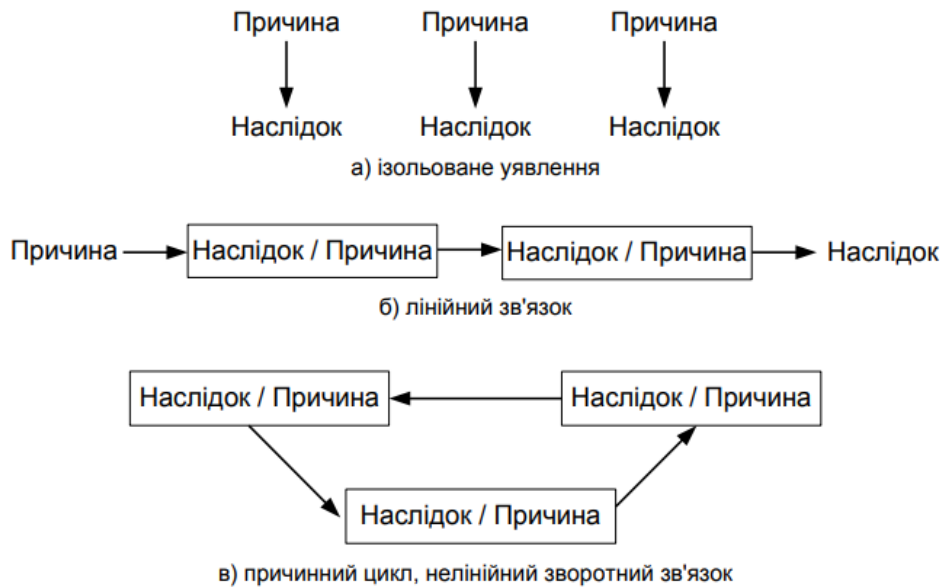 Причина Причина Причина
Наслідок Наслідок Наслідок
а) ізольоване уявлення
Причина Наслідок / Причина Наслідок / Причина Наслідок
б) лінійний зв'язок
Наслідок / Причина Наслідок / Причина
Наслідок / Причина
в) причинний цикл, нелінійний зворотний зв'язок